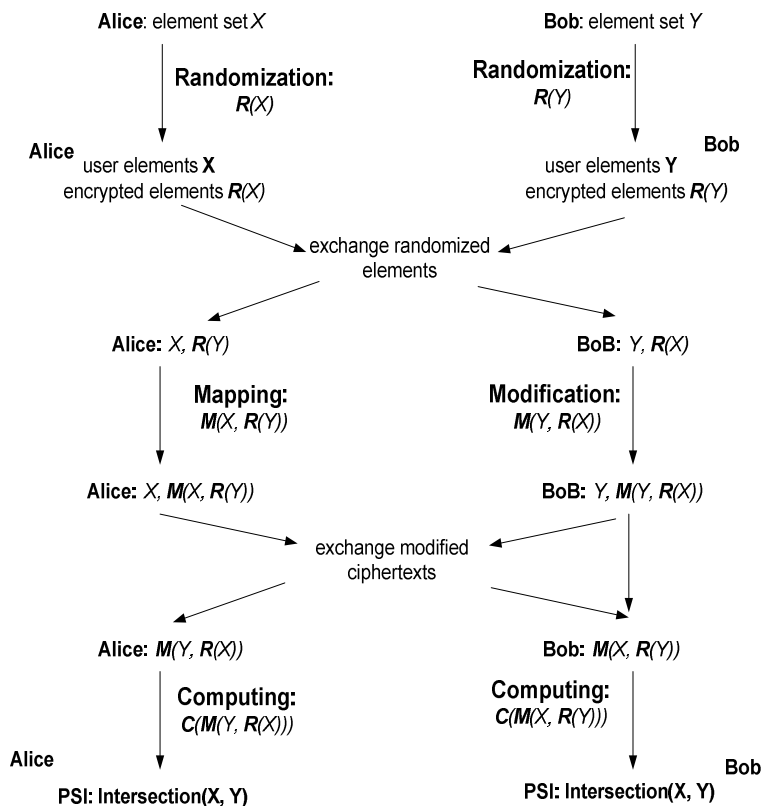 Alice: element set X
Bob: element set Y
Randomization:
R(X)
Randomization:
R(Y)
Alice
Bob
user elements X
encrypted elements R(X)
user elements Y
encrypted elements R(Y)
exchange randomized
elements
Alice: X, R(Y)
BoB: Y, R(X)
Mapping:
M(X, R(Y))
Modification:
M(Y, R(X))
Alice: X, M(X, R(Y))
BoB: Y, M(Y, R(X))
exchange modified
ciphertexts
Alice: M(Y, R(X))
Bob: M(X, R(Y))
Computing:
C(M(Y, R(X)))
Computing:
C(M(X, R(Y)))
Alice
Bob
PSI: Intersection(X, Y)
PSI: Intersection(X, Y)